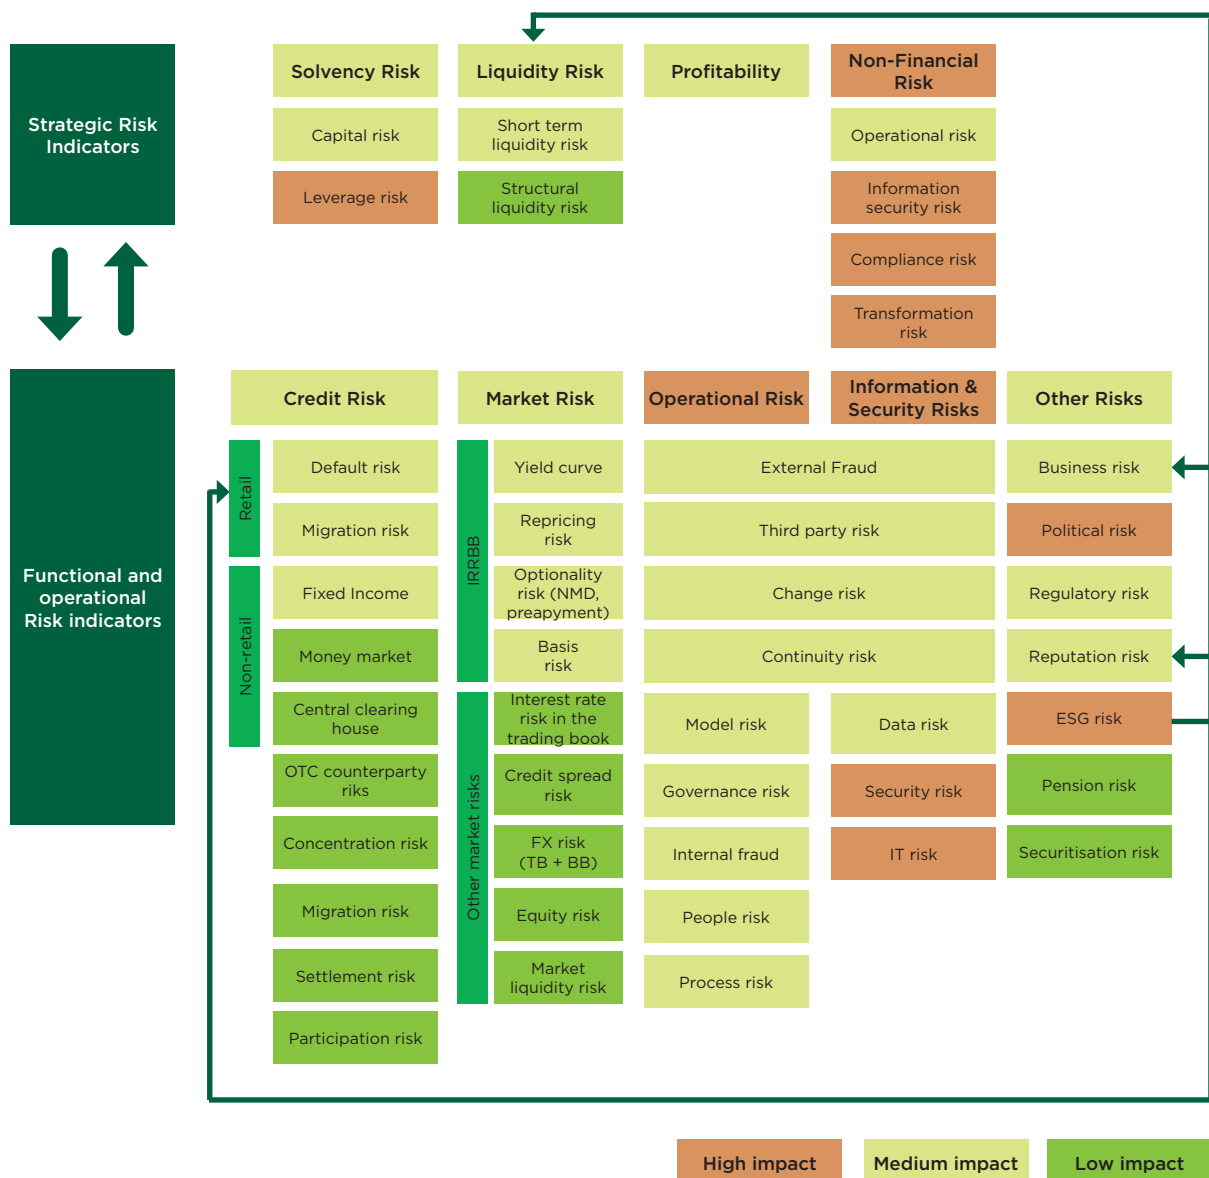 Strategic Risk
Indicators
Solvency Risk
Capital risk
Leverage risk
Liquidity Risk
Short term
liquidity risk
Structural
liquidity risk
Profitability
Non-Financial
Risk
Operational risk
Information
security risk
Compliance risk
Transformation
risk
Functional and
operational
Risk indicators
Credit Risk
Retail
Default risk
Migration risk
Non-retail
Fixed Income
Money market
Central clearing
house
OTC counterparty
riks
Concentration risk
Migration risk
Settlement risk
Participation risk
Market Risk
IRRBB
Yield curve
Repricing
risk
Optionality
risk (NMD,
preapyment)
Basis
risk
Other market risks
Interest rate
risk in the
trading book
Credit spread
risk
FX risk
(TB + BB)
Equity risk
Market
liquidity risk
Operational Risk
Information &
Security Risks
External Fraud
Third party risk
Change risk
Continuity risk
Model risk
Governance risk
Internal fraud
People risk
Process risk
Data risk
Security risk
IT risk
Other Risks
Business risk
Political risk
Regulatory risk
Reputation risk
ESG risk
Pension risk
Securitisation risk
High impact
Medium impact
Low impact